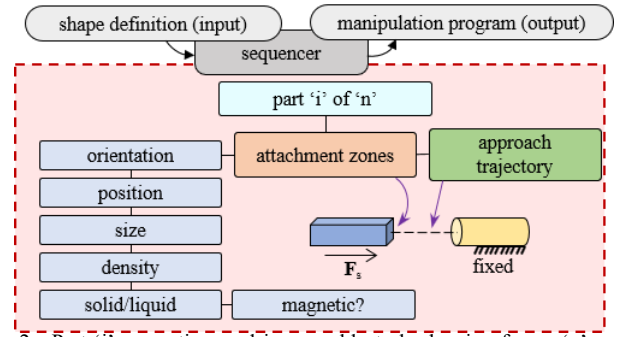 shape definition (input)
manipulation program (output)
sequencer
part ‘i’ of ‘n’
orientation
attachment zones
approach
trajectory
position
size
density
solid/liquid
magnetic?
F_s
fixed